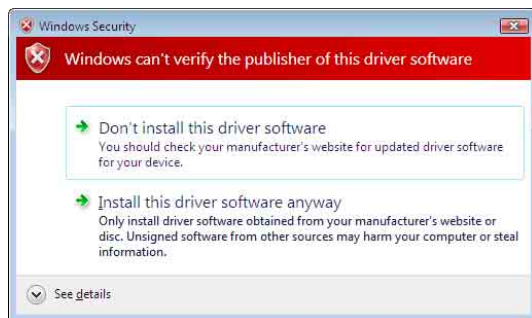 Windows Security
Windows can't verify the publisher of this driver software
Don't install this driver software
You should check your manufacturer's website for updated driver software
for your device.
Install this driver software anyway
Only install driver software obtained from your manufacturer's website or
disc. Unsigned software from other sources may harm your computer or steal
information.
See details